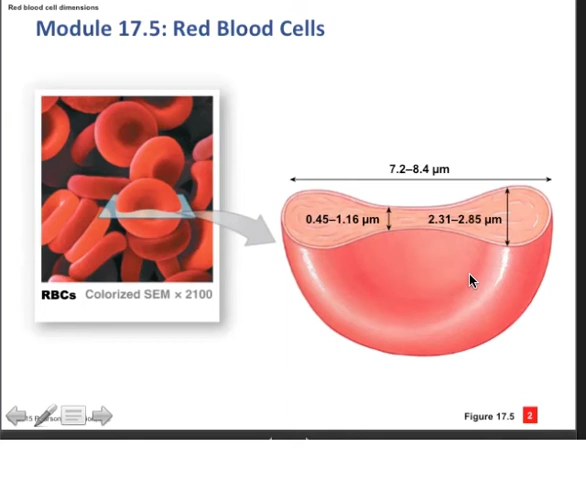 Red blood cell dimensions
Module 17.5: Red Blood Cells
7.2–8.4 µm
0.45–1.16 µm
2.31–2.85 µm
RBCs Colorized SEM × 2100
Figure 17.5 2